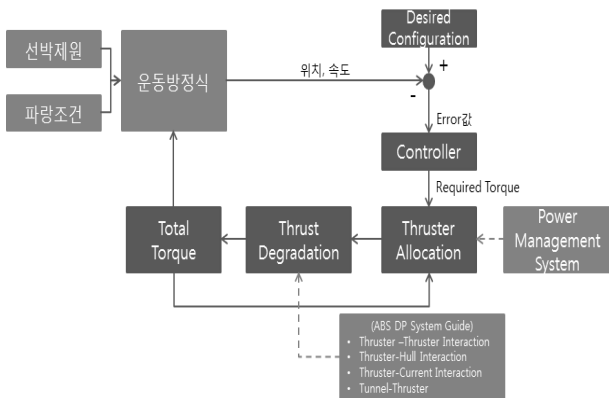 선박제원
파랑조건
운동방정식
위치, 속도
Desired
Configuration
+
-
Error값
Controller
Required Torque
Total
Torque
Thrust
Degradation
Thruster
Allocation
Power
Management
System
(ABS DP System Guide)
• Thruster –Thruster Interaction
• Thruster-Hull Interaction
• Thruster-Current Interaction
• Tunnel-Thruster